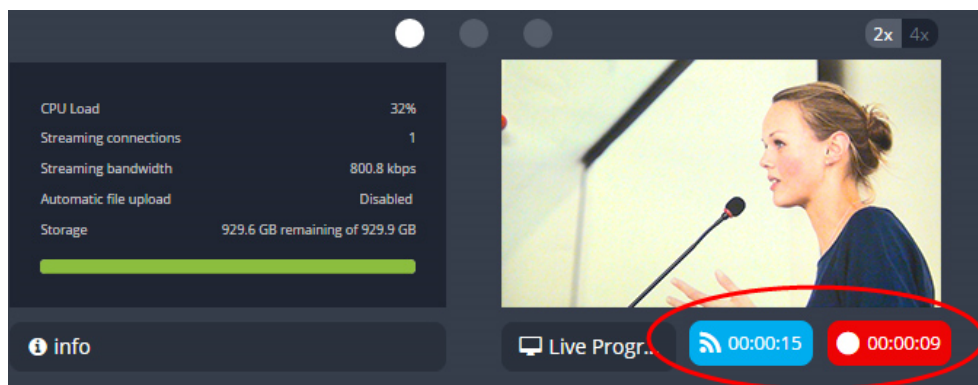 2x 4x
CPU Load 32%
Streaming connections 1
Streaming bandwidth 800.8 kbps
Automatic file upload Disabled
Storage 929.6 GB remaining of 929.9 GB
info
Live Progr... 00:00:15 00:00:09